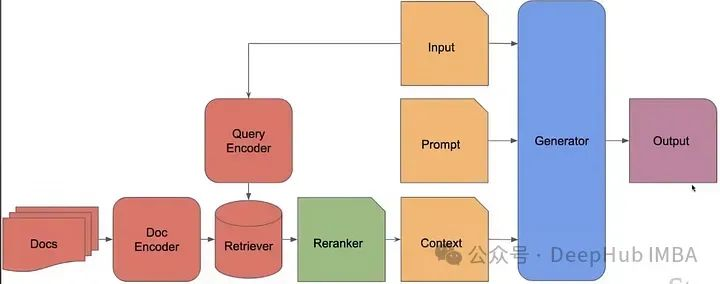 Input
Query
Encoder
Prompt
Generator
Output
Docs
Doc
Encoder
Retriever
Reranker
Context
公众号 · DeepHub IMBA